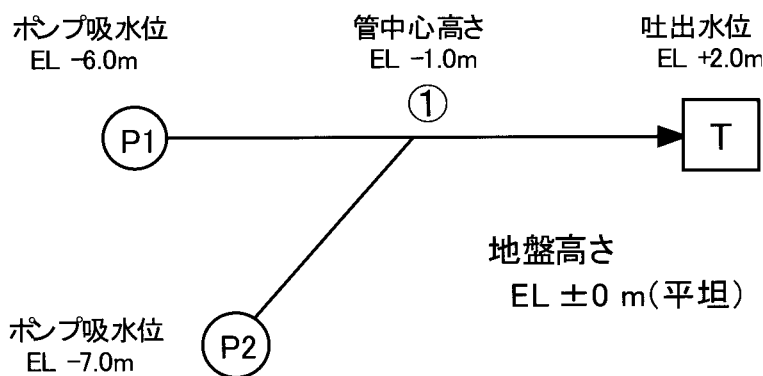 ポンプ吸水位
EL -6.0m
管中心高さ
EL -1.0m
吐出水位
EL +2.0m
①
P1
T
地盤高さ
EL ±0 m(平坦)
ポンプ吸水位
EL -7.0m
P2